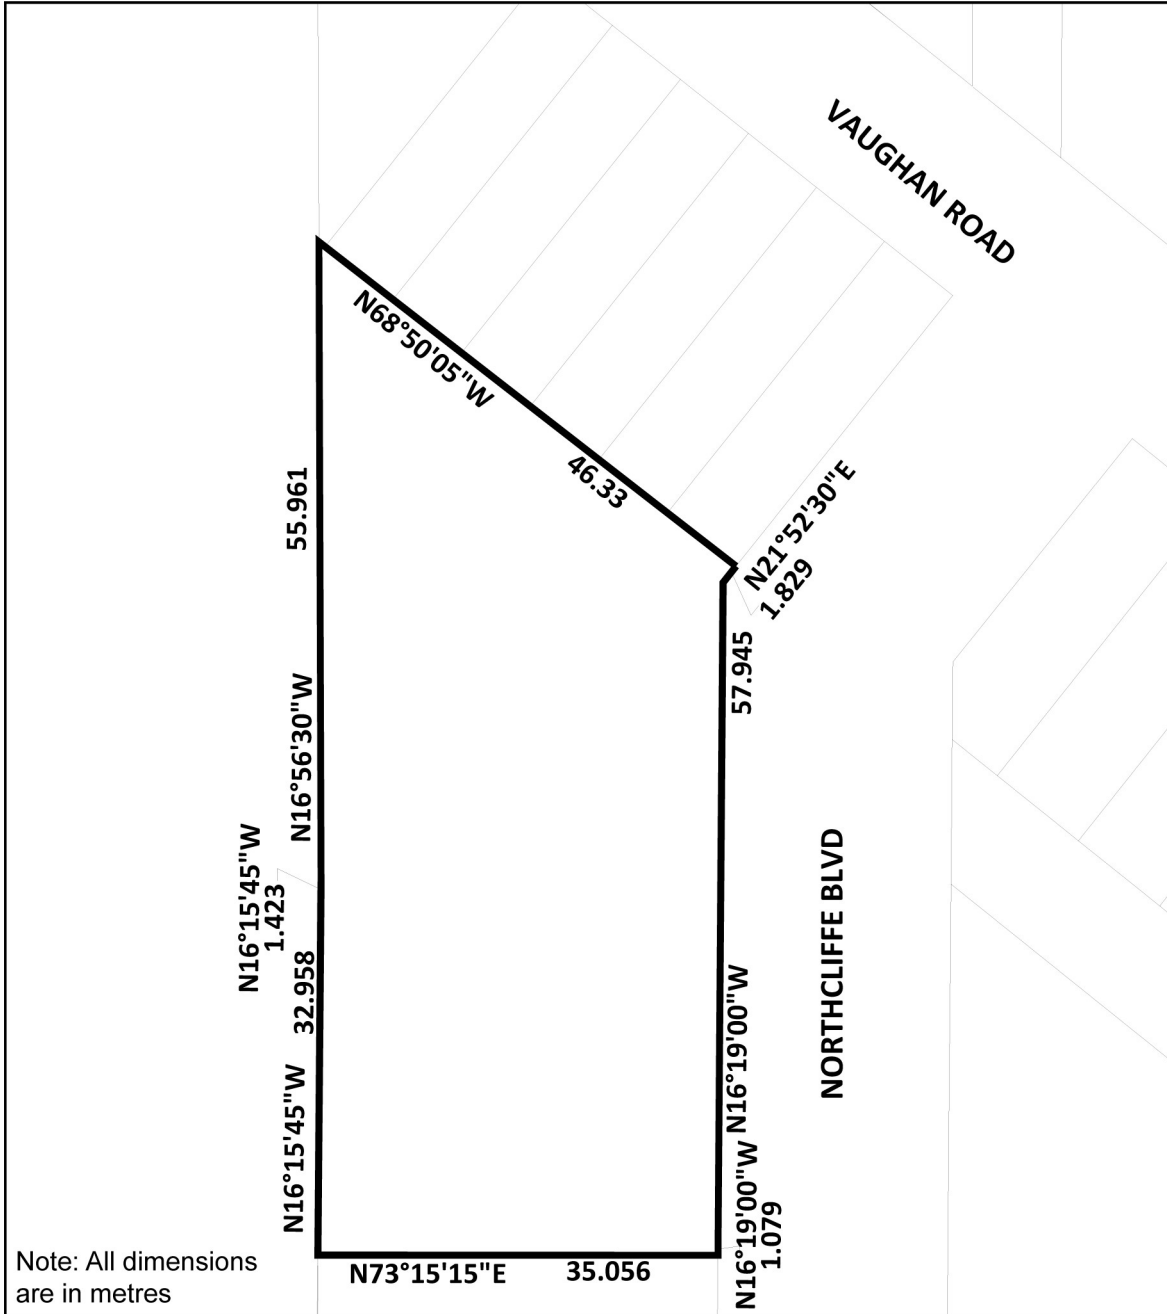 VAUGHAN ROAD
N68°50'05"W
46.33
N21°52'30"E
1.829
55.961
57.945
N16°56'30"W
N16°15'45"W
1.423
NORTHCLIFFE BLVD
32.958
N16°19'00"W
N16°15'45"W
N16°19'00"W
1.079
N73°15'15"E
35.056
Note: All dimensions
are in metres